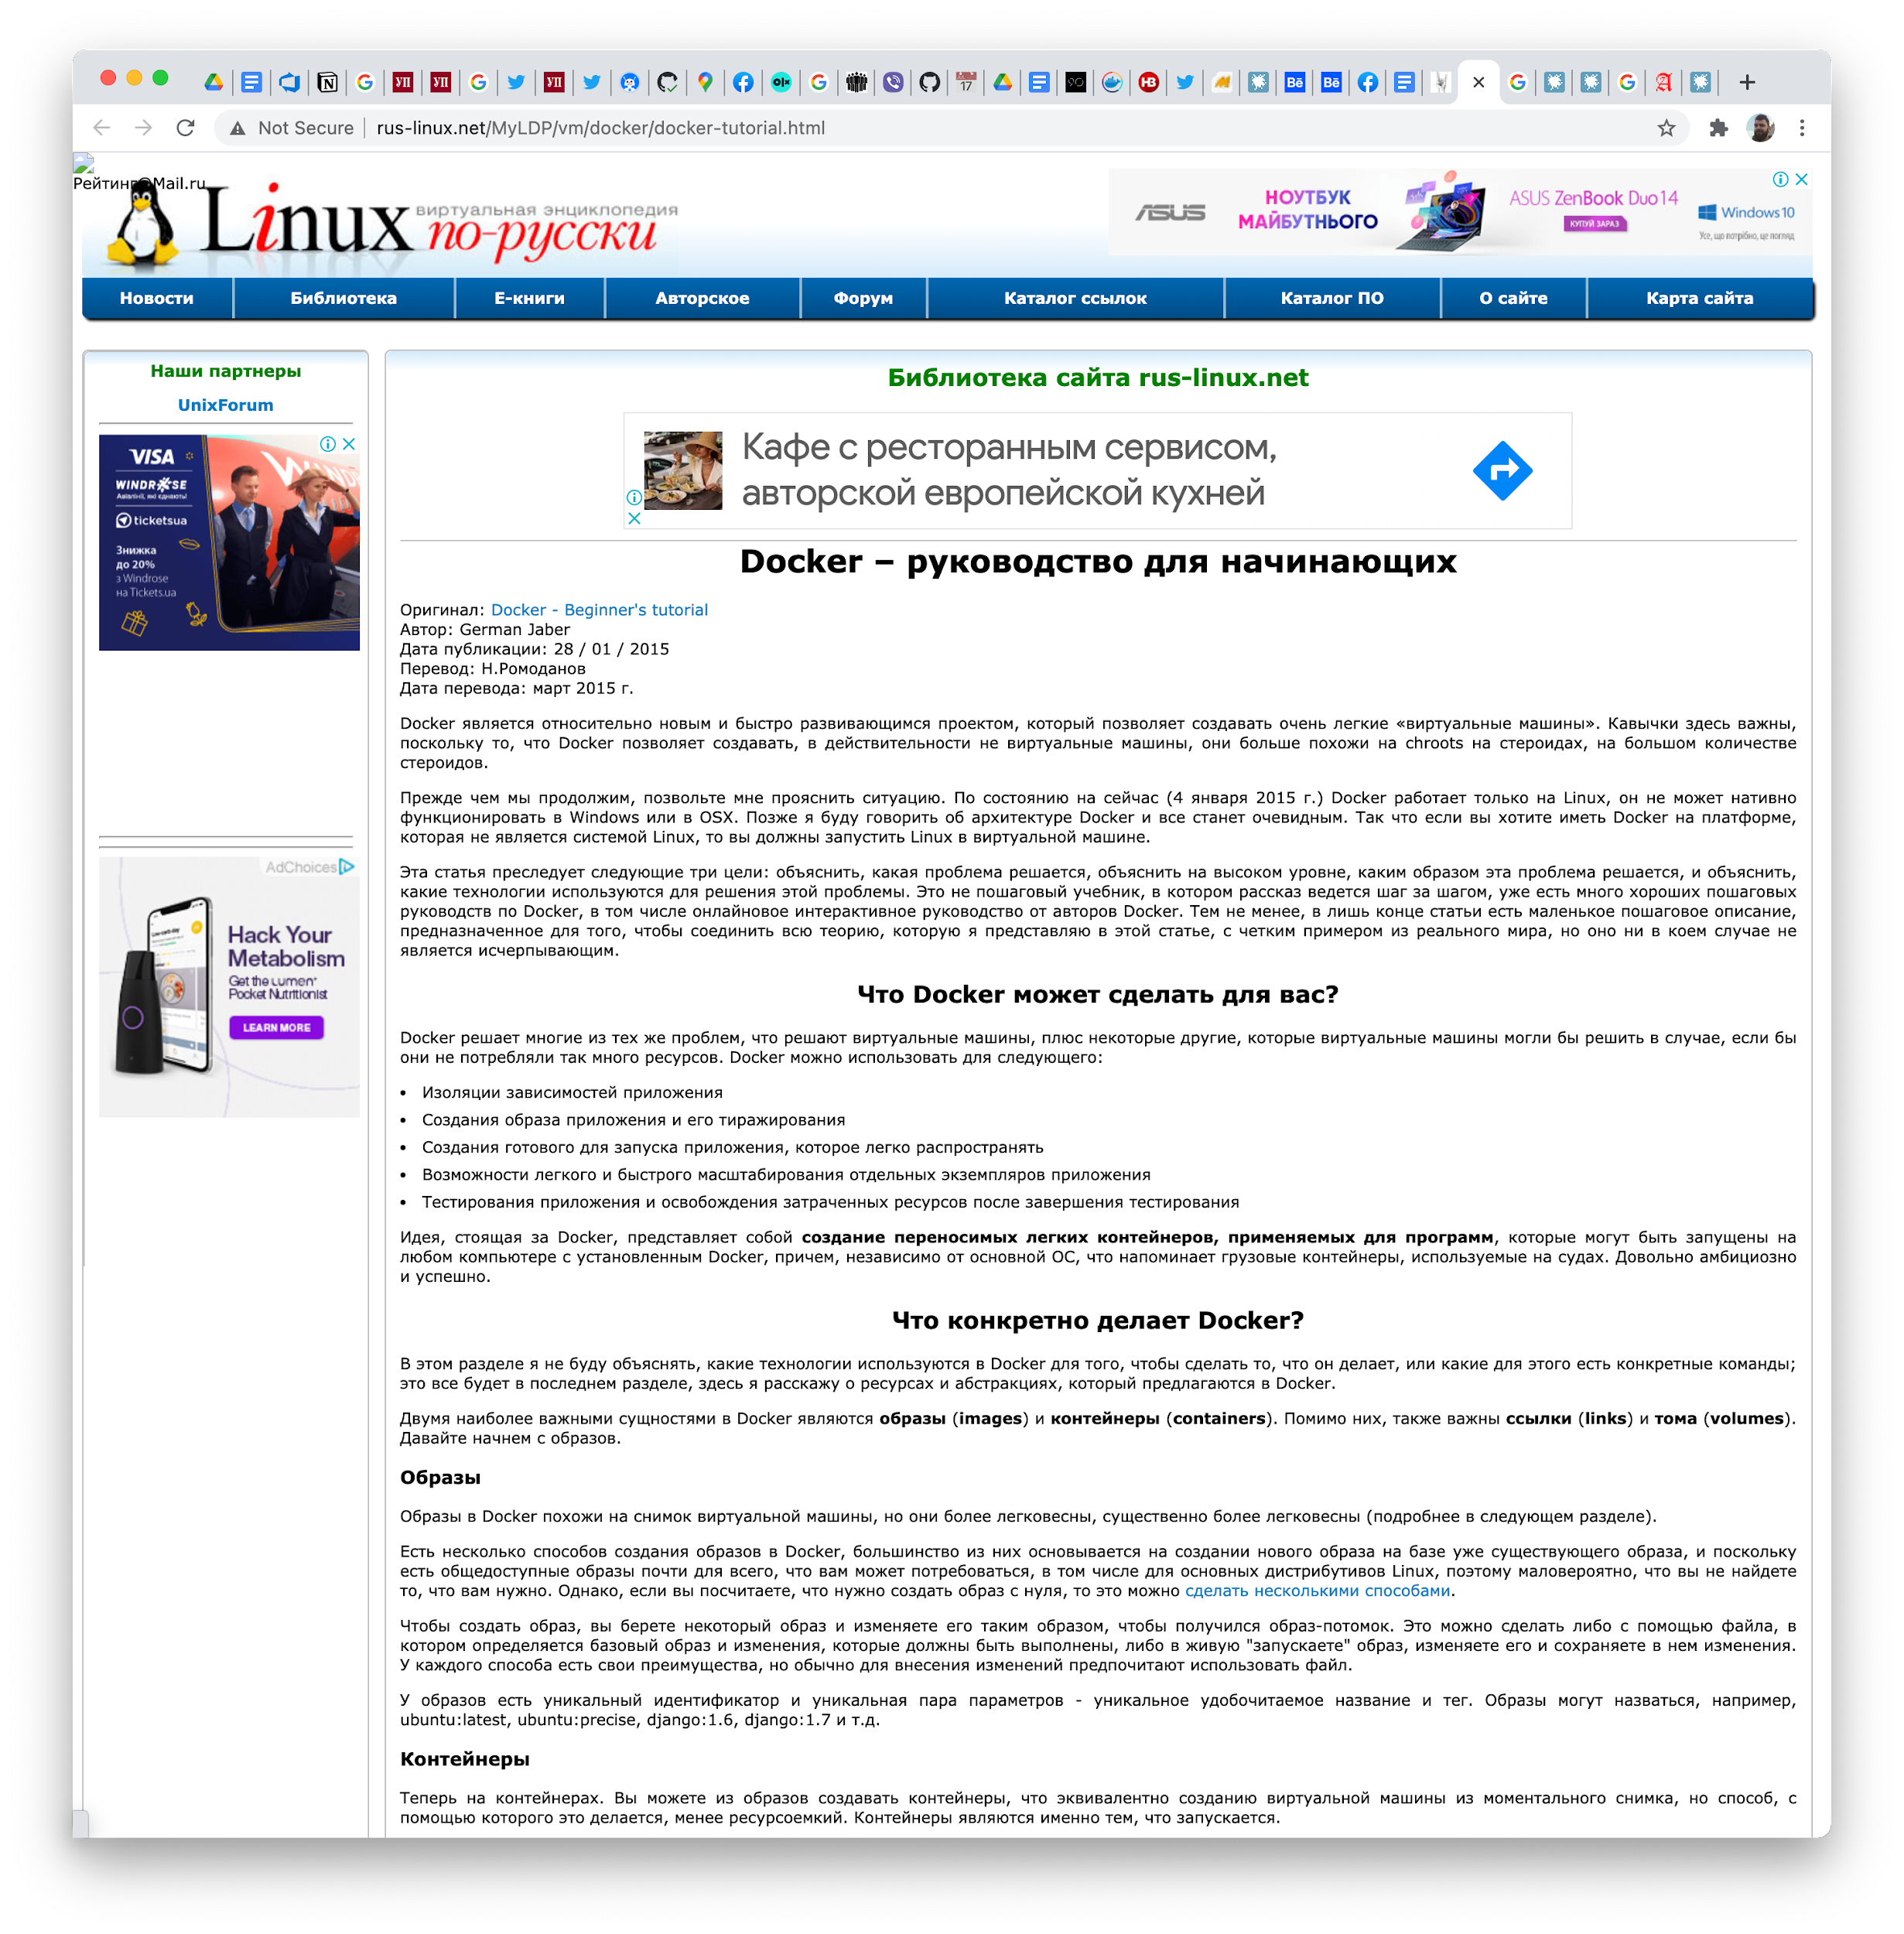 Not Secure
rus-linux.net/MyLDP/vm/docker/docker-tutorial.html
Рейтинг@Mail.ru
Linux
виртуальная энциклопедия
по-русски
ASUS
НОУТБУК
МАЙБУТНЬОГО
ASUS ZenBook Duo 14
КУПУЙ ЗАРАЗ
Windows 10
Усе, що потрібно, це погляд
Новости
Библиотека
Е-книги
Авторское
Форум
Каталог ссылок
Каталог ПО
О сайте
Карта сайта
Наши партнеры
UnixForum
VISA
WINDROSE
Авіалінії, які єднають!
ticketsua
Знижка
до 20%
з Windrose
на Tickets.ua
AdChoices
Hack Your
Metabolism
Get the Lumen
Pocket Nutritionist
LEARN MORE
Библиотека сайта rus-linux.net
Кафе с ресторанным сервисом,
авторской европейской кухней
Docker – руководство для начинающих
Оригинал: Docker - Beginner's tutorial
Автор: German Jaber
Дата публикации: 28 / 01 / 2015
Перевод: Н.Ромоданов
Дата перевода: март 2015 г.
Docker является относительно новым и быстро развивающимся проектом, который позволяет создавать очень легкие «виртуальные машины». Кавычки здесь важны,
поскольку то, что Docker позволяет создавать, в действительности не виртуальные машины, они больше похожи на chroots на стероидах, на большом количестве
стероидов.
Прежде чем мы продолжим, позвольте мне прояснить ситуацию. По состоянию на сейчас (4 января 2015 г.) Docker работает только на Linux, он не может нативно
функционировать в Windows или в OSX. Позже я буду говорить об архитектуре Docker и все станет очевидным. Так что если вы хотите иметь Docker на платформе,
которая не является системой Linux, то вы должны запустить Linux в виртуальной машине.
Эта статья преследует следующие три цели: объяснить, какая проблема решается, объяснить на высоком уровне, каким образом эта проблема решается, и объяснить,
какие технологии используются для решения этой проблемы. Это не пошаговый учебник, в котором рассказ ведется шаг за шагом, уже есть много хороших пошаговых
руководств по Docker, в том числе онлайновое интерактивное руководство от авторов Docker. Тем не менее, в лишь конце статьи есть маленькое пошаговое описание,
предназначенное для того, чтобы соединить всю теорию, которую я представляю в этой статье, с четким примером из реального мира, но оно ни в коем случае не
является исчерпывающим.
Что Docker может сделать для вас?
Docker решает многие из тех же проблем, что решают виртуальные машины, плюс некоторые другие, которые виртуальные машины могли бы решить в случае, если бы
они не потребляли так много ресурсов. Docker можно использовать для следующего:
• Изоляции зависимостей приложения
• Создания образа приложения и его тиражирования
• Создания готового для запуска приложения, которое легко распространять
• Возможности легкого и быстрого масштабирования отдельных экземпляров приложения
• Тестирования приложения и освобождения затраченных ресурсов после завершения тестирования
Идея, стоящая за Docker, представляет собой создание переносимых легких контейнеров, применяемых для программ, которые могут быть запущены на
любом компьютере с установленным Docker, причем, независимо от основной ОС, что напоминает грузовые контейнеры, используемые на судах. Довольно амбициозно
и успешно.
Что конкретно делает Docker?
В этом разделе я не буду объяснять, какие технологии используются в Docker для того, чтобы сделать то, что он делает, или какие для этого есть конкретные команды;
это все будет в последнем разделе, здесь я расскажу о ресурсах и абстракциях, который предлагаются в Docker.
Двумя наиболее важными сущностями в Docker являются образы (images) и контейнеры (containers). Помимо них, также важны ссылки (links) и тома (volumes).
Давайте начнем с образов.
Образы
Образы в Docker похожи на снимок виртуальной машины, но они более легковесны, существенно более легковесны (подробнее в следующем разделе).
Есть несколько способов создания образов в Docker, большинство из них основывается на создании нового образа на базе уже существующего образа, и поскольку
есть общедоступные образы почти для всего, что вам может потребоваться, в том числе для основных дистрибутивов Linux, поэтому маловероятно, что вы не найдете
то, что вам нужно. Однако, если вы посчитаете, что нужно создать образ с нуля, то это можно сделать несколькими способами.
Чтобы создать образ, вы берете некоторый образ и изменяете его таким образом, чтобы получился образ-потомок. Это можно сделать либо с помощью файла, в
котором определяется базовый образ и изменения, которые должны быть выполнены, либо в живую "запускаете" образ, изменяете его и сохраняете в нем изменения.
У каждого способа есть свои преимущества, но обычно для внесения изменений предпочитают использовать файл.
У образов есть уникальный идентификатор и уникальная пара параметров - уникальное удобочитаемое название и тег. Образы могут назваться, например,
ubuntu:latest, ubuntu:precise, django:1.6, django:1.7 и т.д.
Контейнеры
Теперь на контейнерах. Вы можете из образов создавать контейнеры, что эквивалентно созданию виртуальной машины из моментального снимка, но способ, с
помощью которого это делается, менее ресурсоемкий. Контейнеры являются именно тем, что запускается.